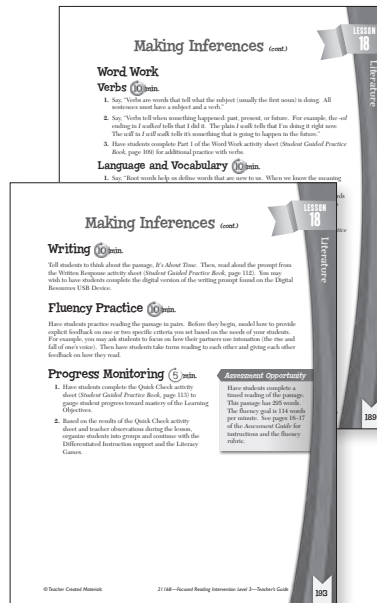 Making Inferences (cont.)
LESSON
18
Literature
Word Work
Verbs 10 min.
1. Say, "Verbs are words that tell what the subject (usually the first noun) is doing. All
sentences must have a subject and a verb."
2. Say, "Verbs tell when something happened: past, present, or future. For example, the -ed
ending in I walked tells that I did it. The plain I walk tells that I'm doing it right now.
The will in I will walk tells it's something that is going to happen in the future."
3. Have students complete Part 1 of the Word Work activity sheet (Student Guided Practice
Book, page 109) for additional practice with verbs.
Language and Vocabulary 10 min.
1. Say, "Root words help us define words that are new to us. When we know the meaning
189
Making Inferences (cont.)
LESSON
18
Literature
Writing 10 min.
Tell students to think about the passage, It's About Time. Then, read aloud the prompt from
the Written Response activity sheet (Student Guided Practice Book, page 112). You may
wish to have students complete the digital version of the writing prompt found on the Digital
Resources USB Device.
Fluency Practice 10 min.
Have students practice reading the passage in pairs. Before they begin, model how to provide
explicit feedback on one or two specific criteria you set based on the needs of your students.
For example, you may ask students to focus on how their partners use intonation (the rise and
fall of one's voice). Then have students take turns reading to each other and giving each other
feedback on how they read.
Progress Monitoring 5 min.
1. Have students complete the Quick Check activity
sheet (Student Guided Practice Book, page 113) to
gauge student progress toward mastery of the Learning
Objectives.
2. Based on the results of the Quick Check activity
sheet and teacher observations during the lesson,
organize students into groups and continue with the
Differentiated Instruction support and the Literacy
Games.
Assessment Opportunity
Have students complete a
timed reading of the passage.
This passage has 295 words.
The fluency goal is 114 words
per minute. See pages 16–17
of the Assessment Guide for
instructions and the fluency
rubric.
© Teacher Created Materials
21168—Focused Reading Intervention Level 3—Teacher's Guide
193